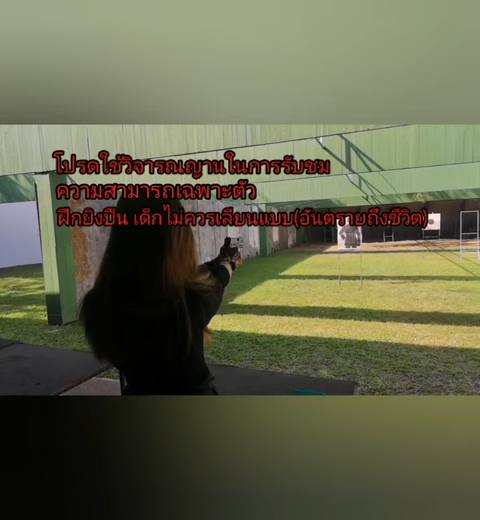 โปรดใช้วิจารณญานในการรับชม
ความสามารถเฉพาะตัว
ฝึกยิงปืน เด็กไม่ควรเลียนแบบ(อันตรายถึงชีวิต)